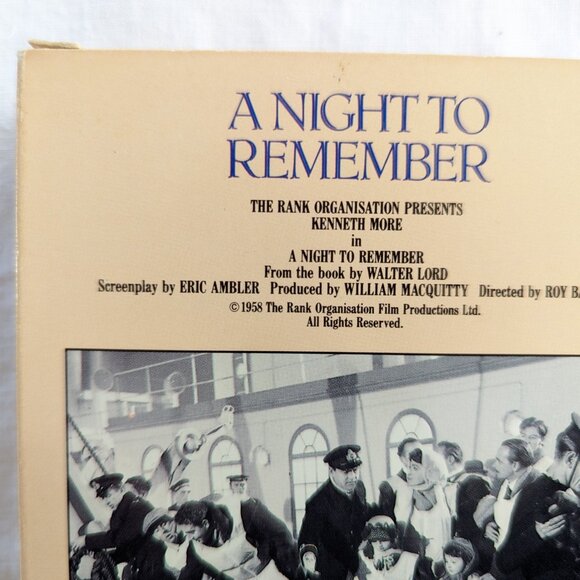 A NIGHT TO
REMEMBER
THE RANK ORGANISATION PRESENTS
KENNETH MORE
in
A NIGHT TO REMEMBER
From the book by WALTER LORD
Screenplay by ERIC AMBLER Produced by WILLIAM MACQUITTY Directed by ROY BA
© 1958 The Rank Organisation Film Productions Ltd.
All Rights Reserved.